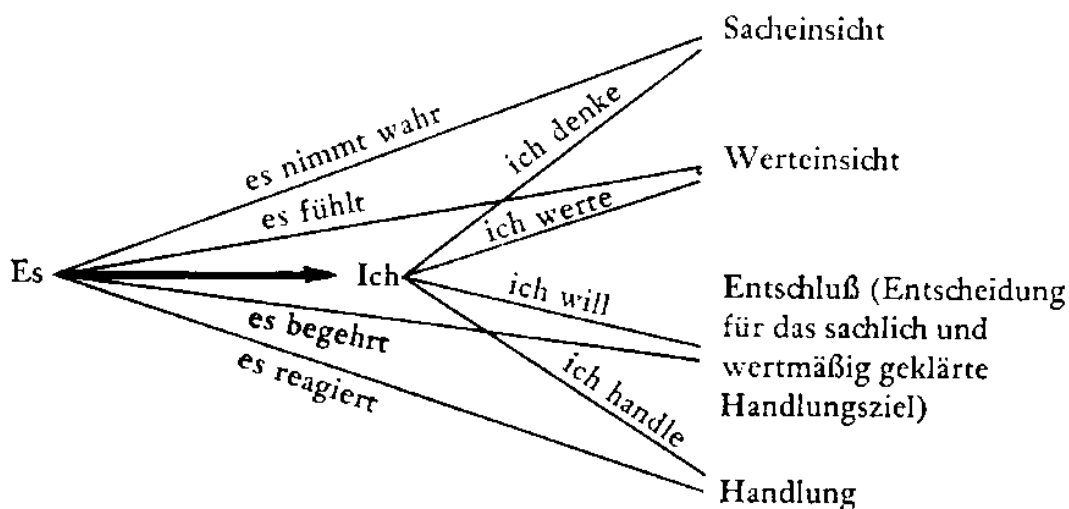 Sacheinsicht
es nimmt wahr
ich denke
Werteinsicht
es fühlt
ich werte
Es
Ich
ich will
Entschluß (Entscheidung
für das sachlich und
wertmäßig geklärte
Handlungsziel)
es begehrt
es reagiert
ich handle
Handlung